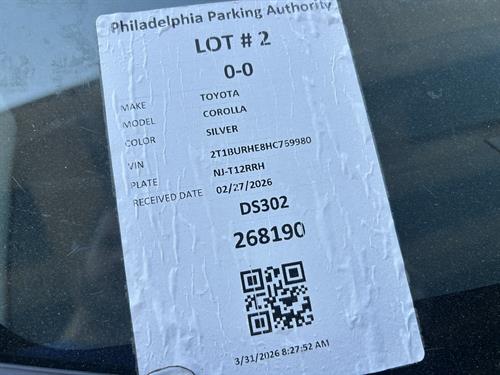 Philadelphia Parking Authority
LOT # 2
0-0
MAKE TOYOTA
MODEL COROLLA
COLOR SILVER
VIN 2T1BURHE8HC759980
PLATE NJ-T12RRH
RECEIVED DATE 02/27/2026
DS302
268190
3/31/2026 8:27:52 AM